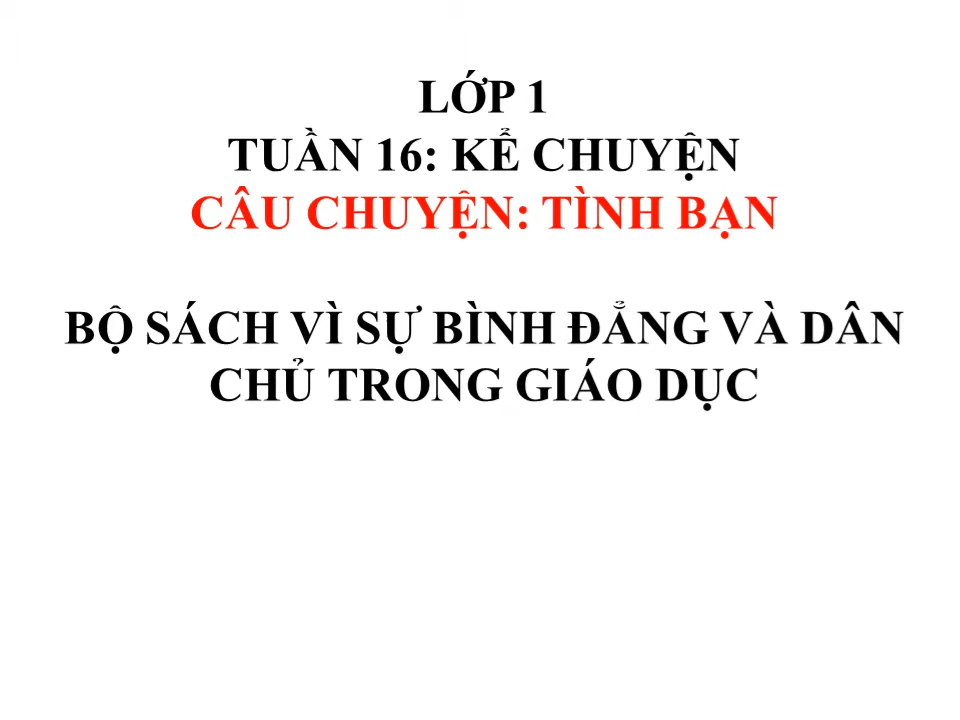 LỚP 1
TUẦN 16: KỂ CHUYỆN
CÂU CHUYỆN: TÌNH BẠN
BỘ SÁCH VÌ SỰ BÌNH ĐẲNG VÀ DÂN
CHỦ TRONG GIÁO DỤC